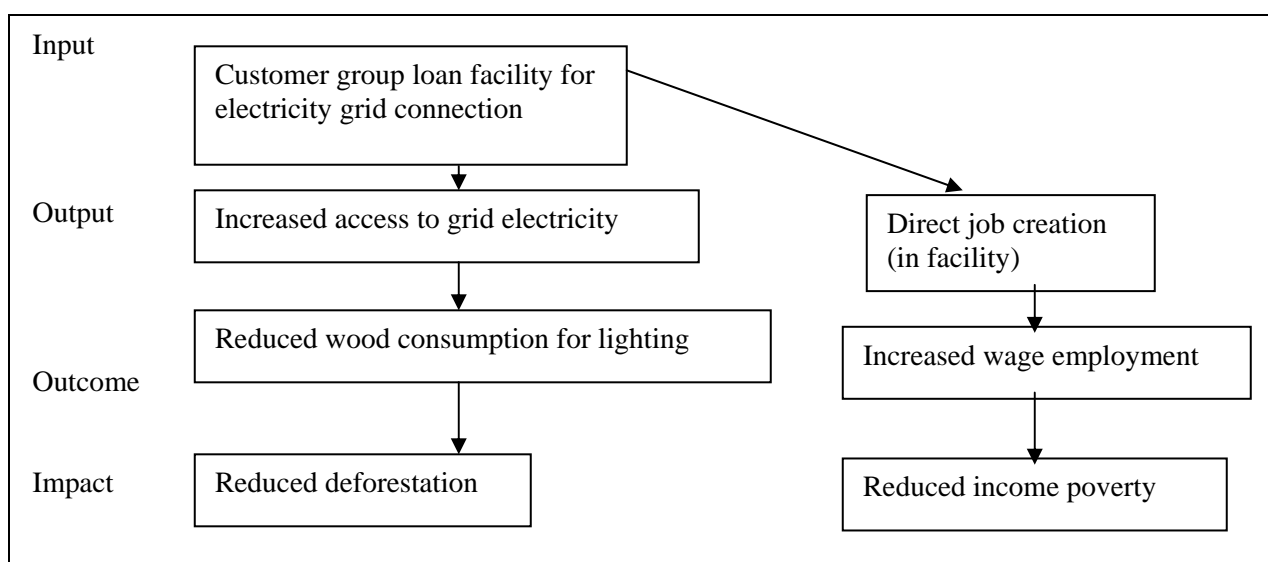 Input
Customer group loan facility for
electricity grid connection
Output
Increased access to grid electricity
Direct job creation
(in facility)
Reduced wood consumption for lighting
Increased wage employment
Outcome
Impact
Reduced deforestation
Reduced income poverty